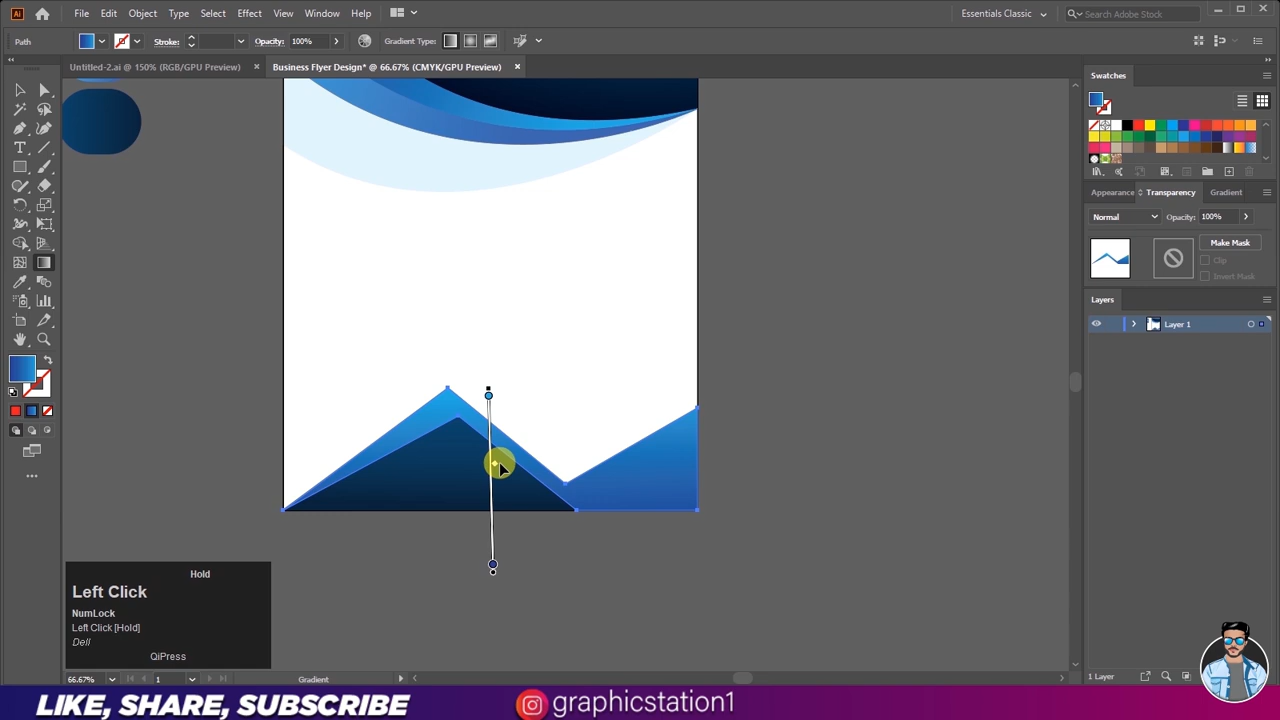 Ai
File Edit Object Type Select Effect View Window Help
Essentials Classic
Search Adobe Stock
Path
Stroke:
Opacity: 100%
Gradient Type:
Untitled-2.ai @ 150% (RGB/GPU Preview) ×
Business Flyer Design* @ 66.67% (CMYK/GPU Preview) ×
Swatches
Appearance Transparency Gradient
Normal
Opacity: 100%
Make Mask
Clip
Invert Mask
Layers
Layer 1
Hold
Left Click
NumLock
Left Click [Hold]
Dell
QiPress
66.67%
1
Gradient
1 Layer
LIKE, SHARE, SUBSCRIBE
graphicstation1